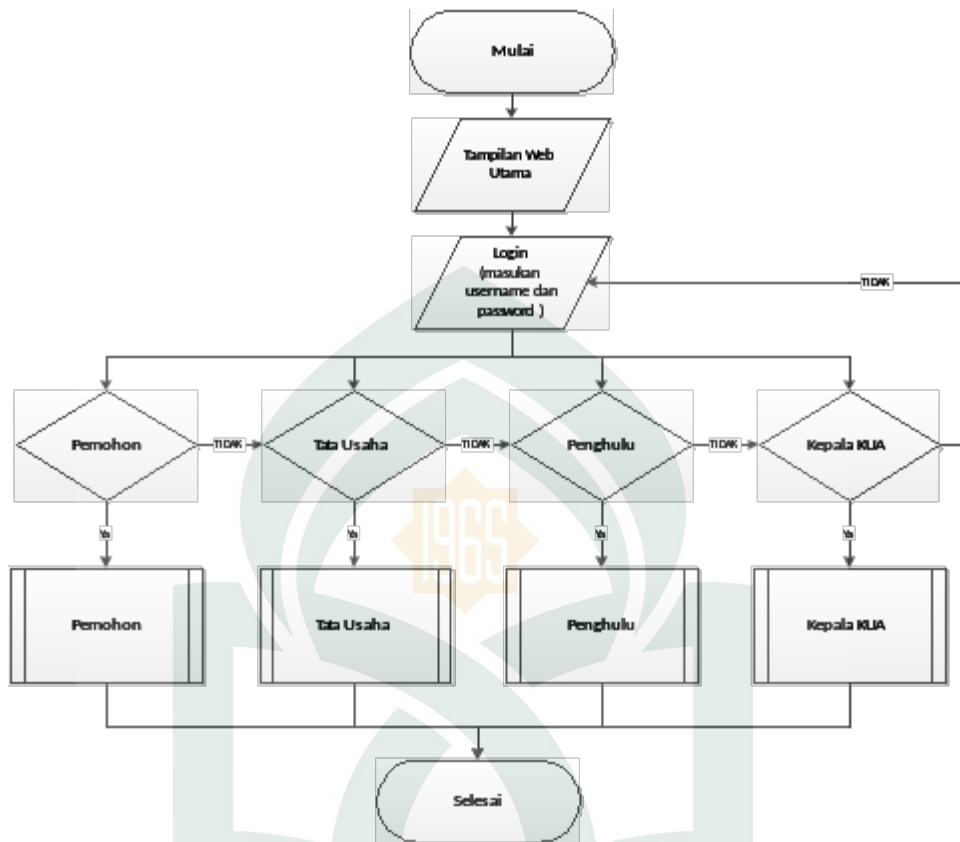 Mulai
Tampilan Web
Utama
Login
(masukan
username dan
password )
TIDAK
Pemohon
TIDAK
Tata Usaha
TIDAK
Penghulu
TIDAK
Kepala KUA
Ya
Ya
Ya
Ya
1965
Pemohon
Tata Usaha
Penghulu
Kepala KUA
Selesai